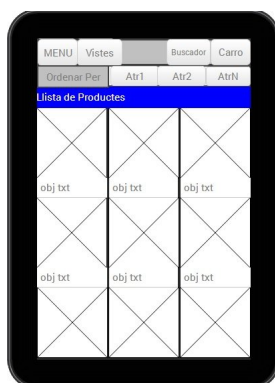 MENU Vistes Buscador Carro
Ordenar Per Atr1 Atr2 AtrN
Llista de Productes
obj txt obj txt obj txt
obj txt obj txt obj txt